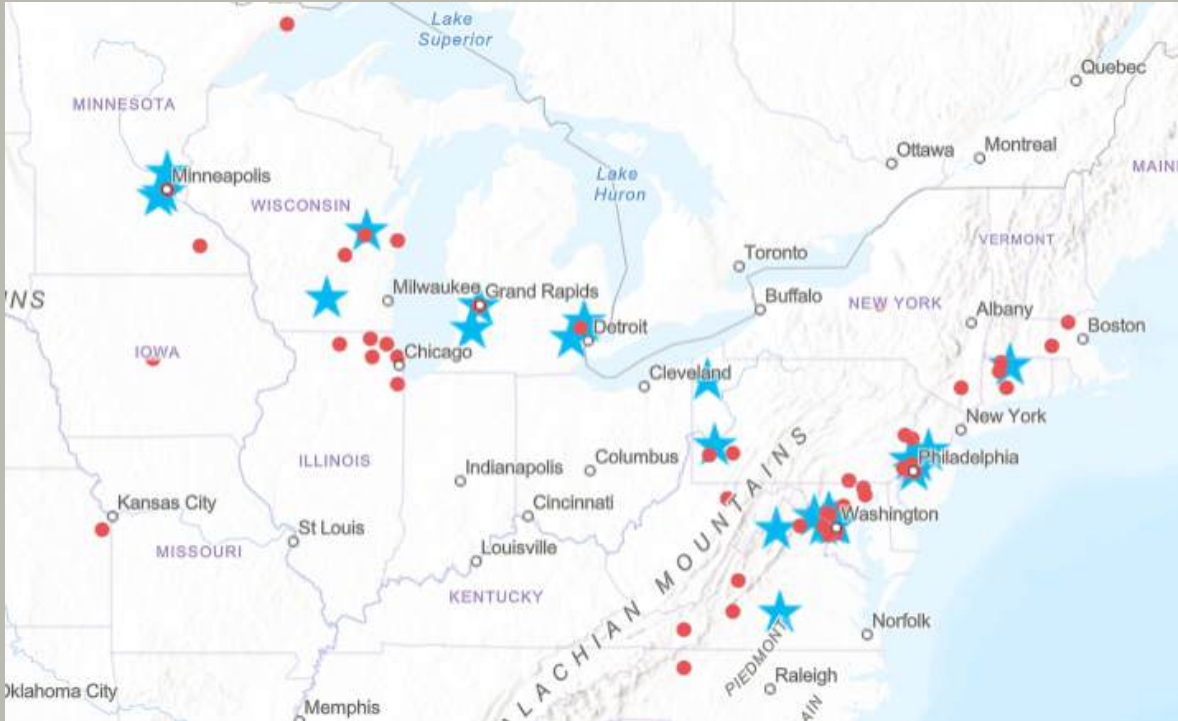 Lake
Superior
Quebec
MINNESOTA
Ottawa
Montreal
MAIN
Minneapolis
Lake
Huron
WISCONSIN
VERMONT
Toronto
Milwaukee
Grand Rapids
Buffalo
NEW YORK
Albany
NS
Detroit
Boston
IOWA
Chicago
Cleveland
New York
ILLINOIS
Indianapolis
Columbus
Philadelphia
Kansas City
Cincinnati
Washington
St Louis
MISSOURI
Louisville
KENTUCKY
LACHIAN MOUNTAINS
Norfolk
PIEDMONT
Raleigh
Oklahoma City
Memphis
AIN